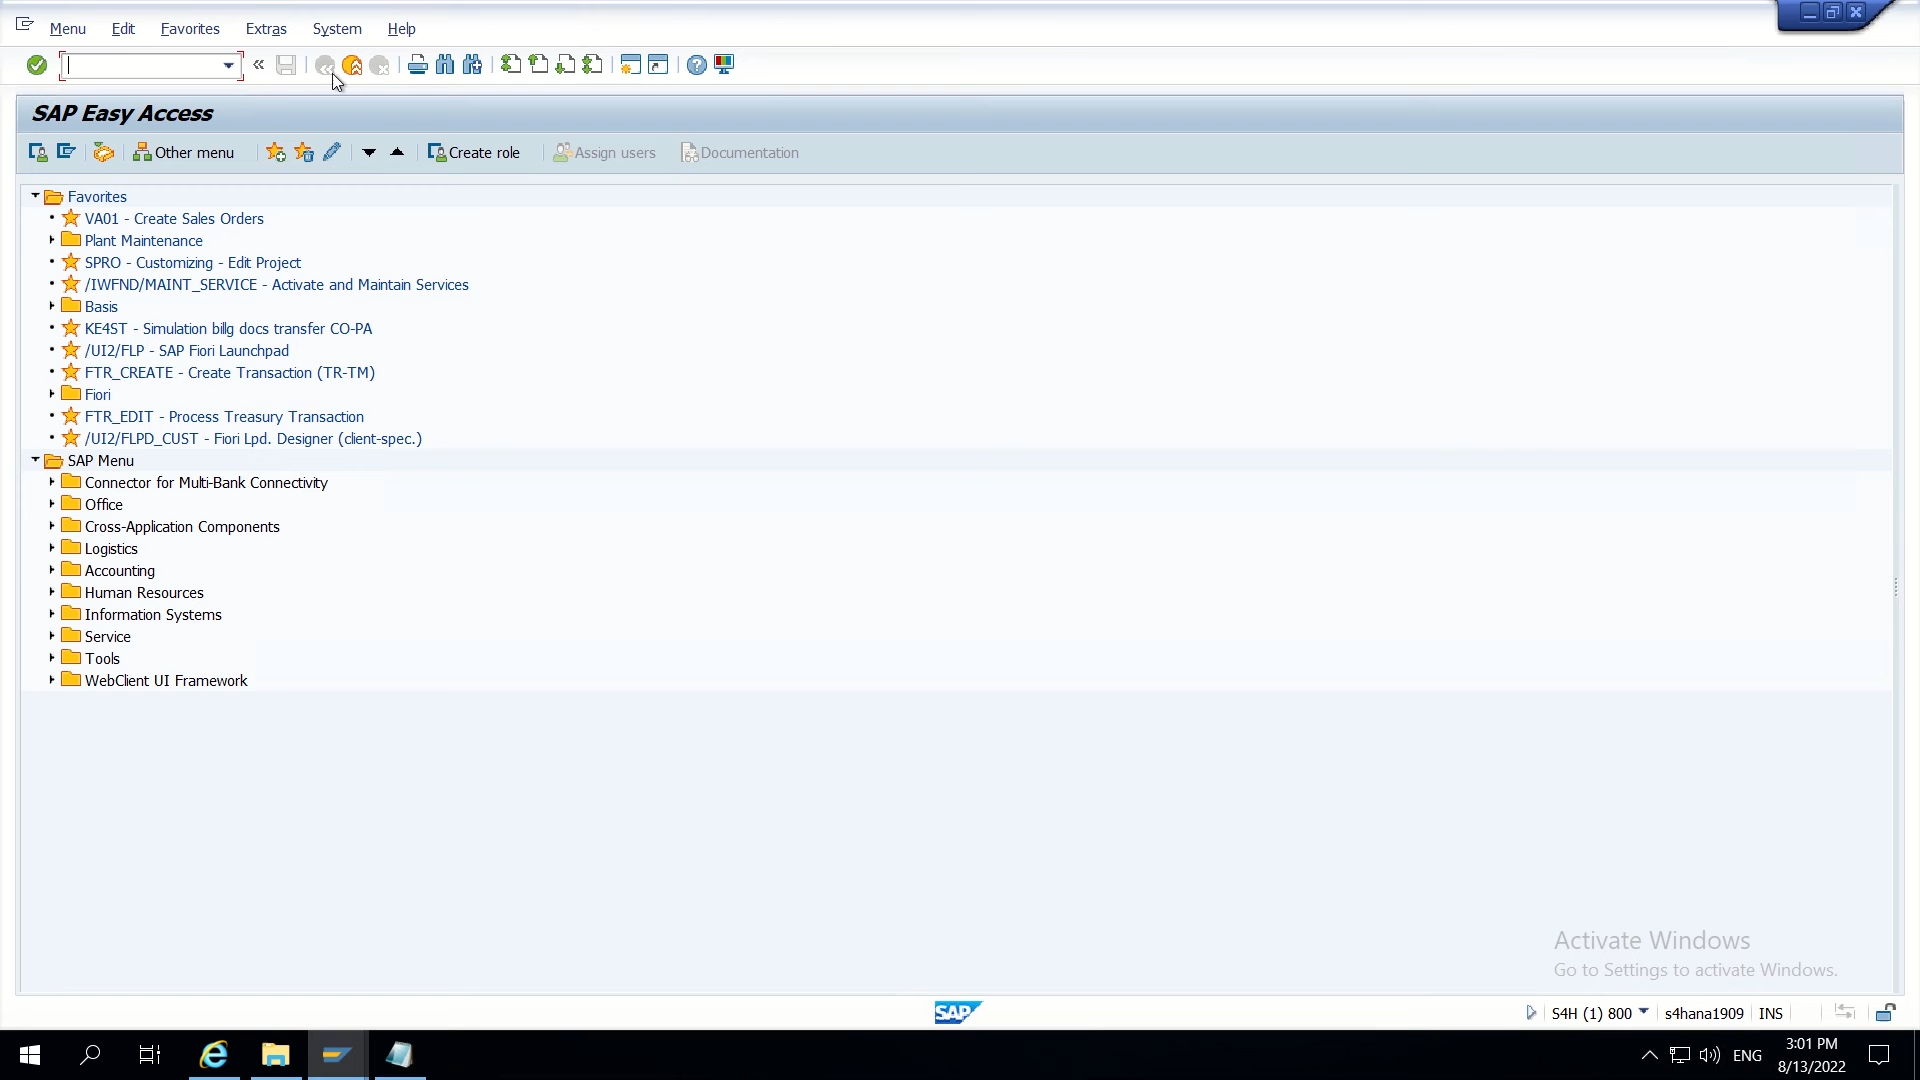 Menu Edit Favorites Extras System Help
SAP Easy Access
Other menu Create role Assign users Documentation
Favorites
VA01 - Create Sales Orders
Plant Maintenance
SPRO - Customizing - Edit Project
/IWFND/MAINT_SERVICE - Activate and Maintain Services
Basis
KE4ST - Simulation billg docs transfer CO-PA
/UI2/FLP - SAP Fiori Launchpad
FTR_CREATE - Create Transaction (TR-TM)
Fiori
FTR_EDIT - Process Treasury Transaction
/UI2/FLPD_CUST - Fiori Lpd. Designer (client-spec.)
SAP Menu
Connector for Multi-Bank Connectivity
Office
Cross-Application Components
Logistics
Accounting
Human Resources
Information Systems
Service
Tools
WebClient UI Framework
Activate Windows
Go to Settings to activate Windows.
SAP S4H (1) 800 s4hana1909 INS
ENG 3:01 PM
8/13/2022